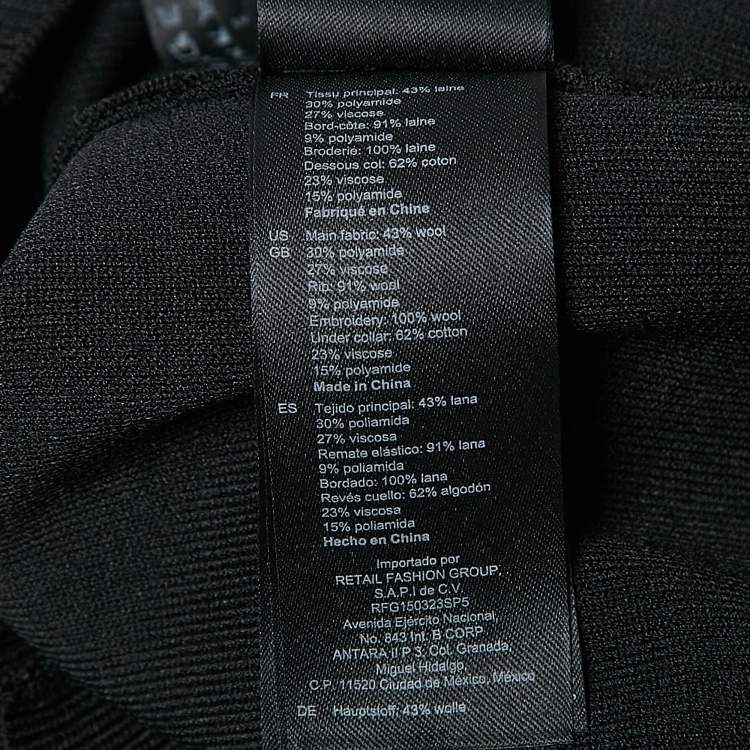 FR Tissu principal: 43% laine
30% polyamide
27% viscose
Bord-côte: 91% laine
9% polyamide
Broderie: 100% laine
Dessous col: 62% coton
23% viscose
15% polyamide
Fabriqué en Chine
US Main fabric: 43% wool
GB 30% polyamide
27% viscose
Rib: 91% wool
9% polyamide
Embroidery: 100% wool
Under collar: 62% cotton
23% viscose
15% polyamide
Made in China
ES Tejido principal: 43% lana
30% poliamida
27% viscosa
Remate elástico: 91% lana
9% poliamida
Bordado: 100% lana
Revés cuello: 62% algodón
23% viscosa
15% poliamida
Hecho en China
Importado por
RETAIL FASHION GROUP,
S.A.P.I de C.V.
RFG150323SP5
Avenida Ejército Nacional,
No. 843 Int. B CORP
ANTARA II P 3, Col. Granada,
Miguel Hidalgo,
C.P. 11520 Ciudad de México, México
DE Hauptstoff: 43% wolle